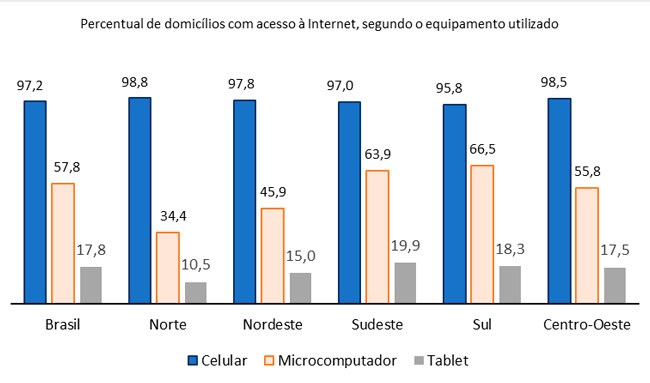 Percentual de domicílios com acesso à Internet, segundo o equipamento utilizado
97,2 98,8 97,8 97,0 95,8 98,5
57,8 34,4 45,9 63,9 66,5 55,8
17,8 10,5 15,0 19,9 18,3 17,5
Brasil Norte Nordeste Sudeste Sul Centro-Oeste
Celular Microcomputador Tablet